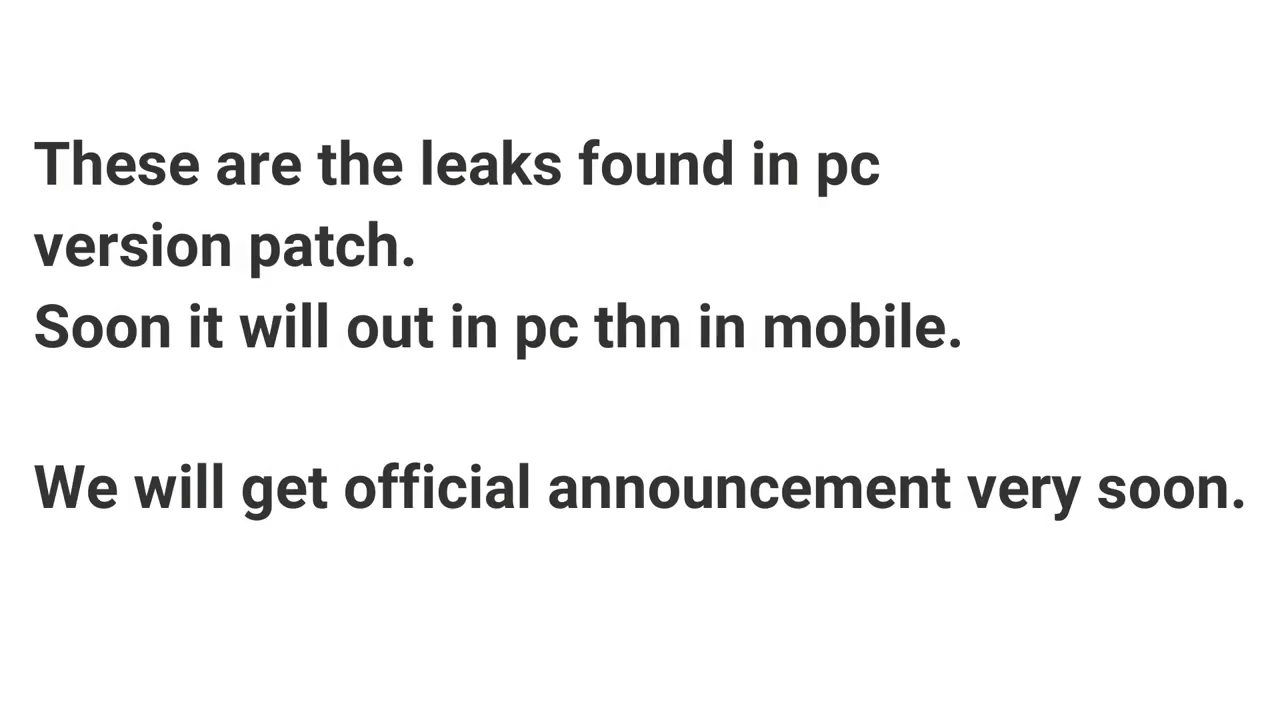 These are the leaks found in pc
version patch.
Soon it will out in pc thn in mobile.
We will get official announcement very soon.